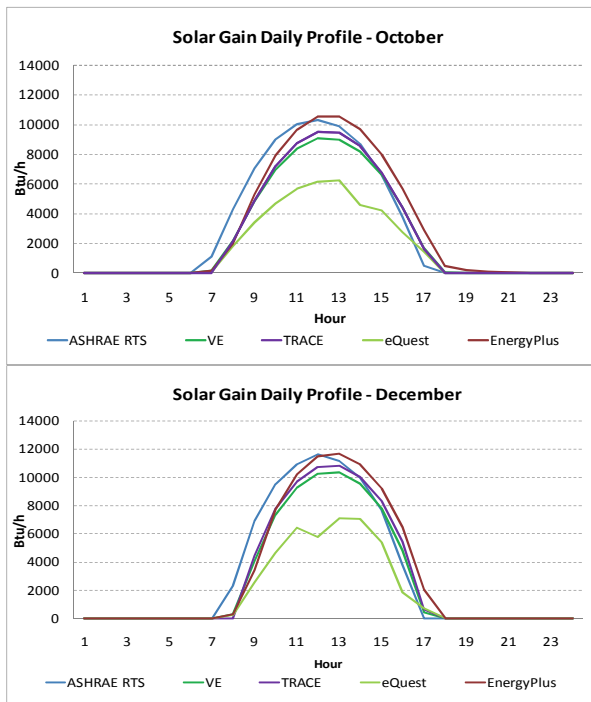 Solar Gain Daily Profile - October
14000
12000
10000
8000
6000
4000
2000
0
Btu/h
1 3 5 7 9 11 13 15 17 19 21 23
Hour
ASHRAE RTS VE TRACE eQuest EnergyPlus
Solar Gain Daily Profile - December
14000
12000
10000
8000
6000
4000
2000
0
Btu/h
1 3 5 7 9 11 13 15 17 19 21 23
Hour
ASHRAE RTS VE TRACE eQuest EnergyPlus